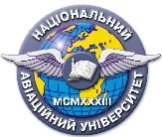 НАЦІОНАЛЬНИЙ
АВІАЦІЙНИЙ УНІВЕРСИТЕТ
MCMXXXIII